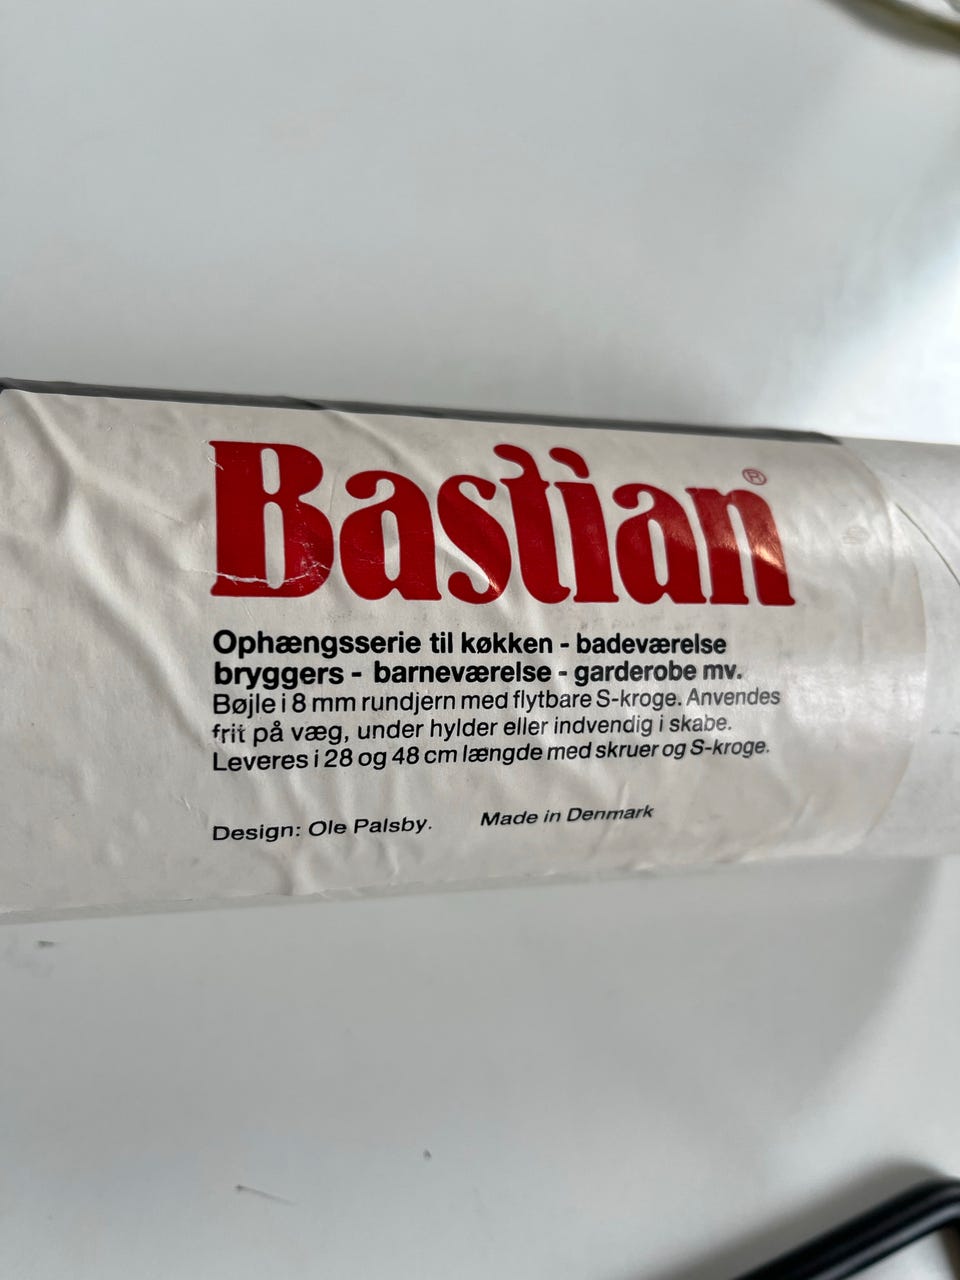 Bastian®
Ophængsserie til køkken - badeværelse
bryggers - barneværelse - garderobe mv.
Bøjle i 8 mm rundjern med flytbare S-kroge. Anvendes
frit på væg, under hylder eller indvendig i skabe.
Leveres i 28 og 48 cm længde med skruer og S-kroge.
Design: Ole Palsby. Made in Denmark